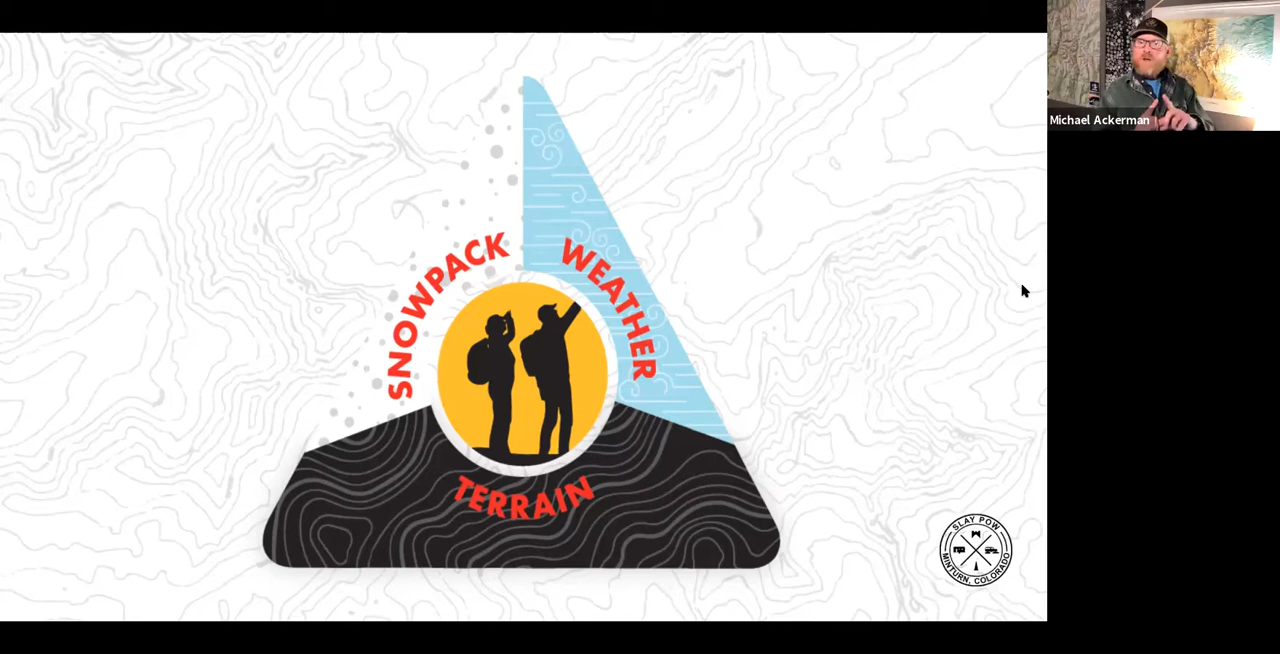 SNOWPACK
WEATHER
TERRAIN
SLAY POW
MINTURN, COLORADO
Michael Ackerman